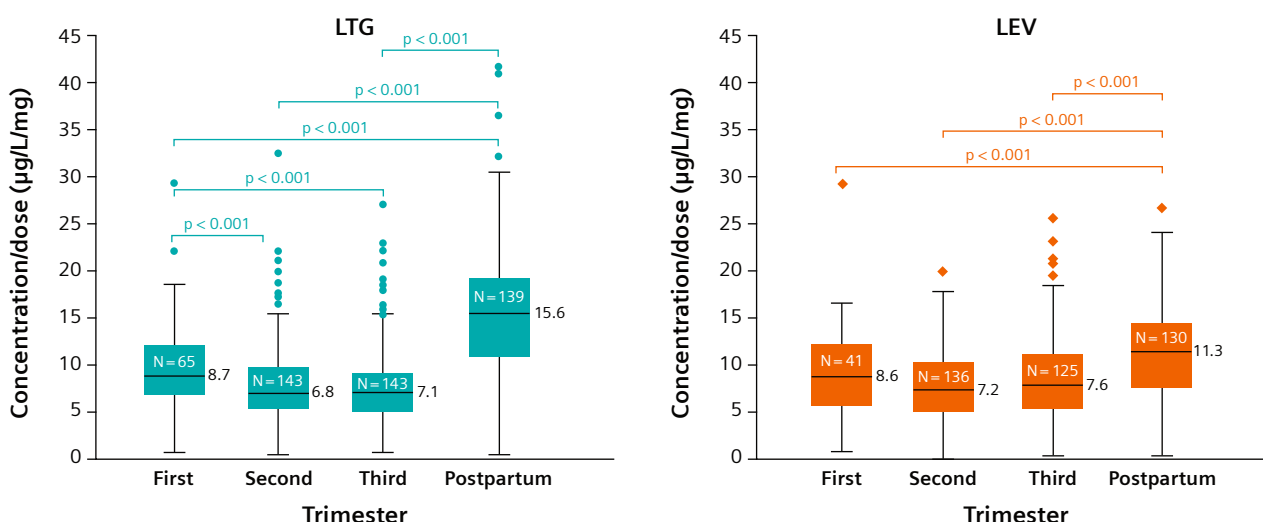 LTG
Concentration/dose (µg/L/mg)
45
40
35
30
25
20
15
10
5
0
p < 0.001
p < 0.001
p < 0.001
p < 0.001
p < 0.001
N=65
8.7
N=143
6.8
N=143
7.1
N=139
15.6
First
Second
Third
Postpartum
Trimester
LEV
Concentration/dose (µg/L/mg)
45
40
35
30
25
20
15
10
5
0
p < 0.001
p < 0.001
p < 0.001
N=41
8.6
N=136
7.2
N=125
7.6
N=130
11.3
First
Second
Third
Postpartum
Trimester